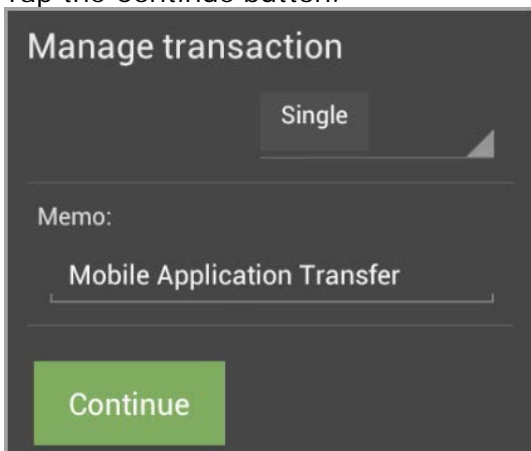 Tap the Continue button.
Manage transaction
Single
Memo:
Mobile Application Transfer
Continue